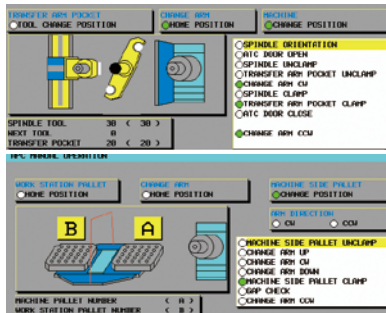 TRANSFER ARM POCKET
TOOL CHANGE POSITION
CHANGE ARM
HOME POSITION
MACHINE
CHANGE POSITION
SPINDLE ORIENTATION
ATC DOOR OPEN
SPINDLE UNCLAMP
TRANSFER ARM POCKET UNCLAMP
CHANGE ARM CW
SPINDLE CLAMP
TRANSFER ARM POCKET CLAMP
ATC DOOR CLOSE
CHANGE ARM CCW
SPINDLE TOOL 30 ( 30 )
NEXT TOOL 0
TRANSFER POCKET 20 ( 20 )
APC MANUAL OPERATION
WORK STATION PALLET
HOME POSITION
CHANGE ARM
HOME POSITION
MACHINE SIDE PALLET
CHANGE POSITION
ARM DIRECTION
CW CCW
B A
MACHINE SIDE PALLET UNCLAMP
CHANGE ARM UP
CHANGE ARM CW
CHANGE ARM DOWN
MACHINE SIDE PALLET CLAMP
GAP CHECK
CHANGE ARM CCW
MACHINE PALLET NUMBER ( A )
WORK STATION PALLET NUMBER ( B )